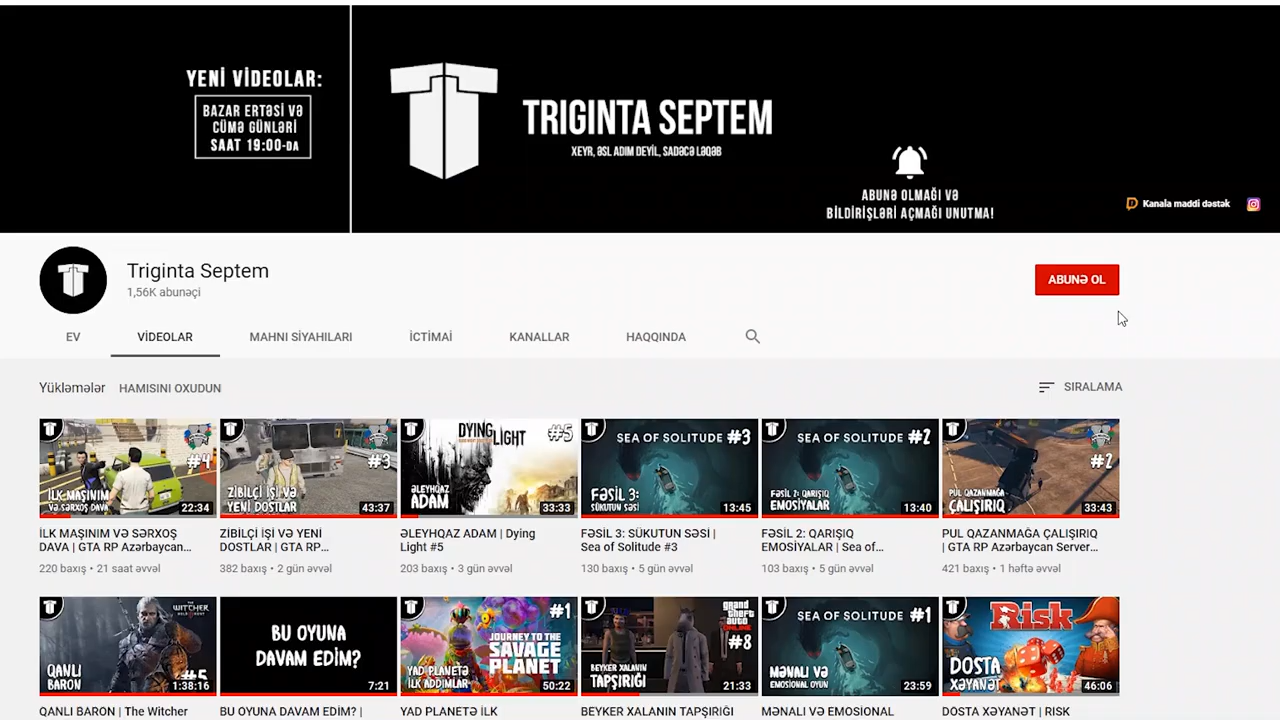 YENİ VİDEOLAR:
BAZAR ERTƏSİ VƏ
CÜMƏ GÜNLƏRİ
SAAT 19:00-DA
TRIGINTA SEPTEM
XEYR, ƏSL ADIM DEYİL, SADƏCƏ LƏQƏB
ABUNƏ OLMAĞI VƏ
BİLDİRİŞLƏRİ AÇMAĞI UNUTMA!
Kanala maddi dəstək
Triginta Septem
1,56K abunəçi
ABUNƏ OL
EV
VİDEOLAR
MAHNI SİYAHILARI
İCTİMAİ
KANALLAR
HAQQINDA
Yükləmələr
HAMISINI OXUDUN
SIRALAMA
#4
İLK MAŞINIM
VƏ SƏRXOŞ DAVA
22:34
#3
ZİBİLÇİ İŞİ VƏ
YENİ DOSTLAR
43:37
DYING
LIGHT
#5
ƏLEYHQAZ
ADAM
33:33
SEA OF SOLITUDE #3
FƏSİL 3:
SÜKUTUN SƏSİ
13:45
SEA OF SOLITUDE #2
FƏSİL 2: QARIŞIQ
EMOSİYALAR
13:40
#2
PUL QAZANMAĞA
ÇALIŞIRIQ
33:43
İLK MAŞINIM VƏ SƏRXOŞ
DAVA | GTA RP Azərbaycan...
220 baxış • 21 saat əvvəl
ZİBİLÇİ İŞİ VƏ YENİ
DOSTLAR | GTA RP...
382 baxış • 2 gün əvvəl
ƏLEYHQAZ ADAM | Dying
Light #5
203 baxış • 3 gün əvvəl
FƏSİL 3: SÜKUTUN SƏSİ |
Sea of Solitude #3
130 baxış • 5 gün əvvəl
FƏSİL 2: QARIŞIQ
EMOSİYALAR | Sea of...
103 baxış • 5 gün əvvəl
PUL QAZANMAĞA ÇALIŞIRIQ
| GTA RP Azərbaycan Server...
421 baxış • 1 həftə əvvəl
THE
WITCHER
WILD HUNT
QANLI
BARON
#5
1:38:16
BU OYUNA
DAVAM EDİM?
7:21
#1
JOURNEY TO THE
SAVAGE
PLANET
YAD PLANETƏ
İLK ADDIMLAR
50:22
grand
theft
auto
ONLINE
#8
BEYKER XALANIN
TAPŞIRIĞI
21:33
SEA OF SOLITUDE #1
MƏNALI VƏ
EMOSIONAL OYUN
23:59
RISK
DOSTA
XƏYANƏT
46:06
QANLI BARON | The Witcher
BU OYUNA DAVAM EDİM? |
YAD PLANETƏ İLK
BEYKER XALANIN TAPŞIRIĞI
MƏNALI VƏ EMOSIONAL
DOSTA XƏYANƏT | RISK